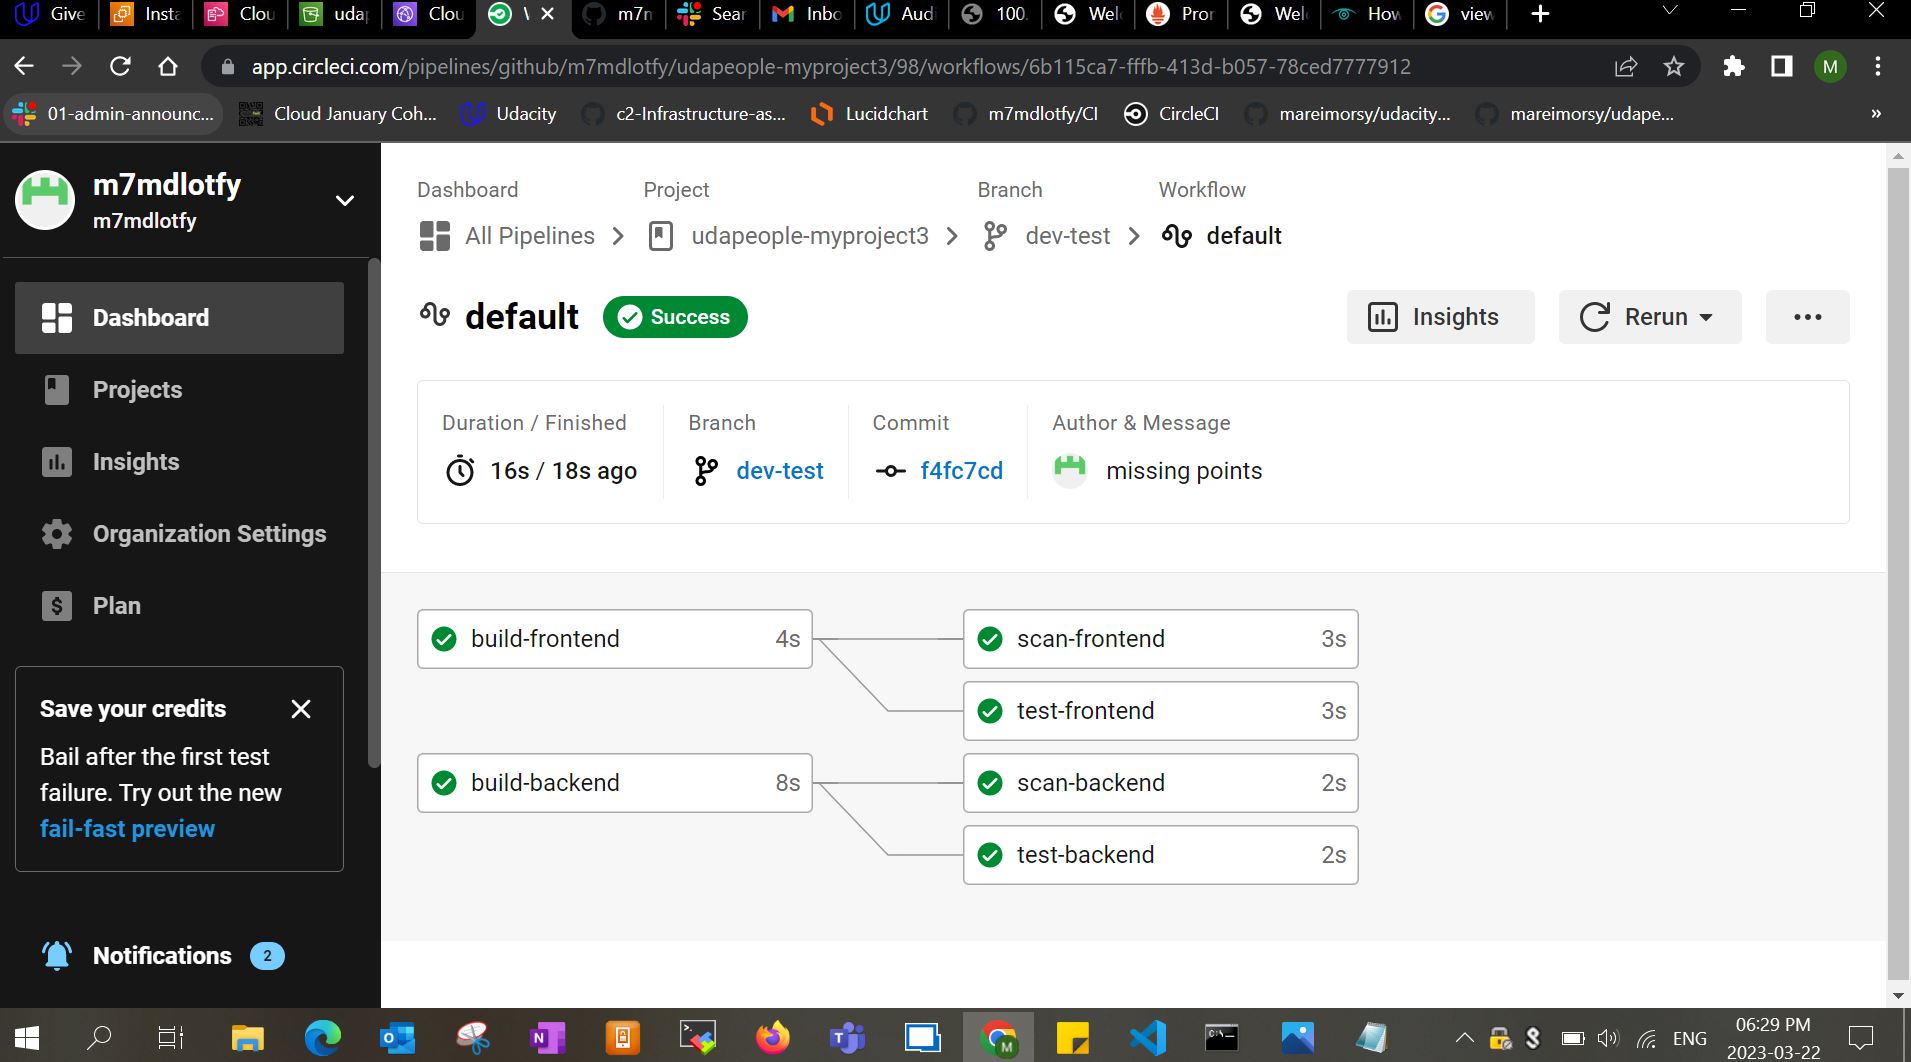 Give
Insta
Clou
udap
Clou
m7m
Sear
M Inbo
Audi
100.
Welc
Pror
Welc
How
G view
app.circleci.com/pipelines/github/m7mdlotfy/udapeople-myproject3/98/workflows/6b115ca7-fffb-413d-b057-78ced7777912
M
01-admin-announc...
Cloud January Coh...
Udacity
c2-Infrastructure-as...
Lucidchart
m7mdlotfy/CI
CircleCI
mareimorsy/udacity...
mareimorsy/udape...
»
m7mdlotfy
m7mdlotfy
Dashboard
Projects
Insights
Organization Settings
Plan
Save your credits
Bail after the first test
failure. Try out the new
fail-fast preview
Notifications 2
Dashboard Project Branch Workflow
All Pipelines udapeople-myproject3 dev-test default
default Success
Insights Rerun
Duration / Finished Branch Commit Author & Message
16s / 18s ago dev-test f4fc7cd missing points
build-frontend 4s
scan-frontend 3s
test-frontend 3s
build-backend 8s
scan-backend 2s
test-backend 2s
ENG
06:29 PM
2023-03-22